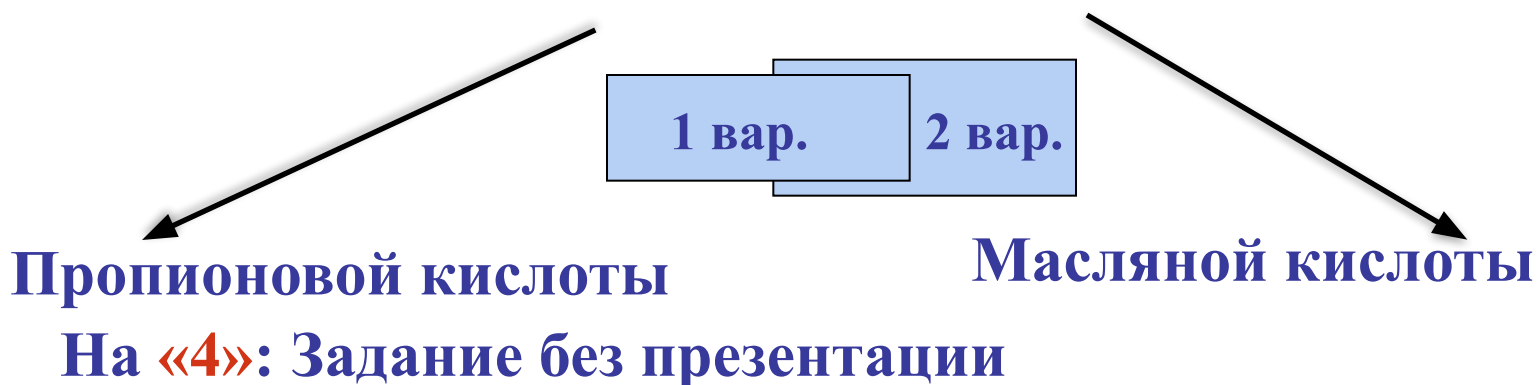 1 вар.
2 вар.
Пропионовой кислоты
Масляной кислоты
На «4»: Задание без презентации